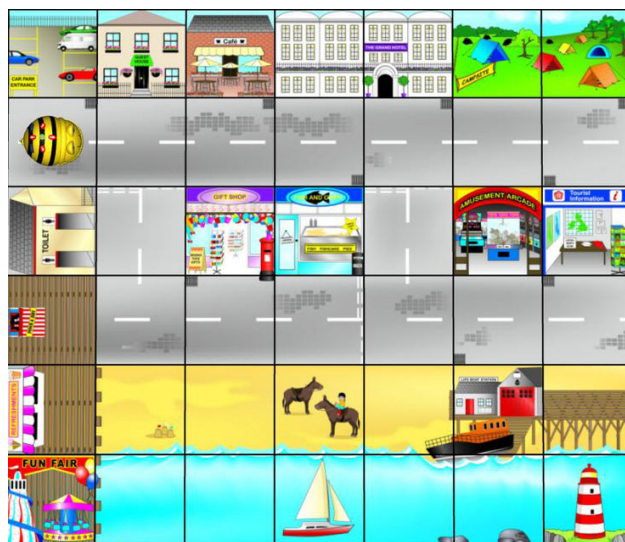 CAR PARK
ENTRANCE
GUEST
HOUSE
Café
THE GRAND HOTEL
CAMPSITE
TOILET
GIFT SHOP
AMUSEMENT ARCADE
Tourist
Information
REFRESHMENTS
LIFE BOAT STATION
FUN FAIR